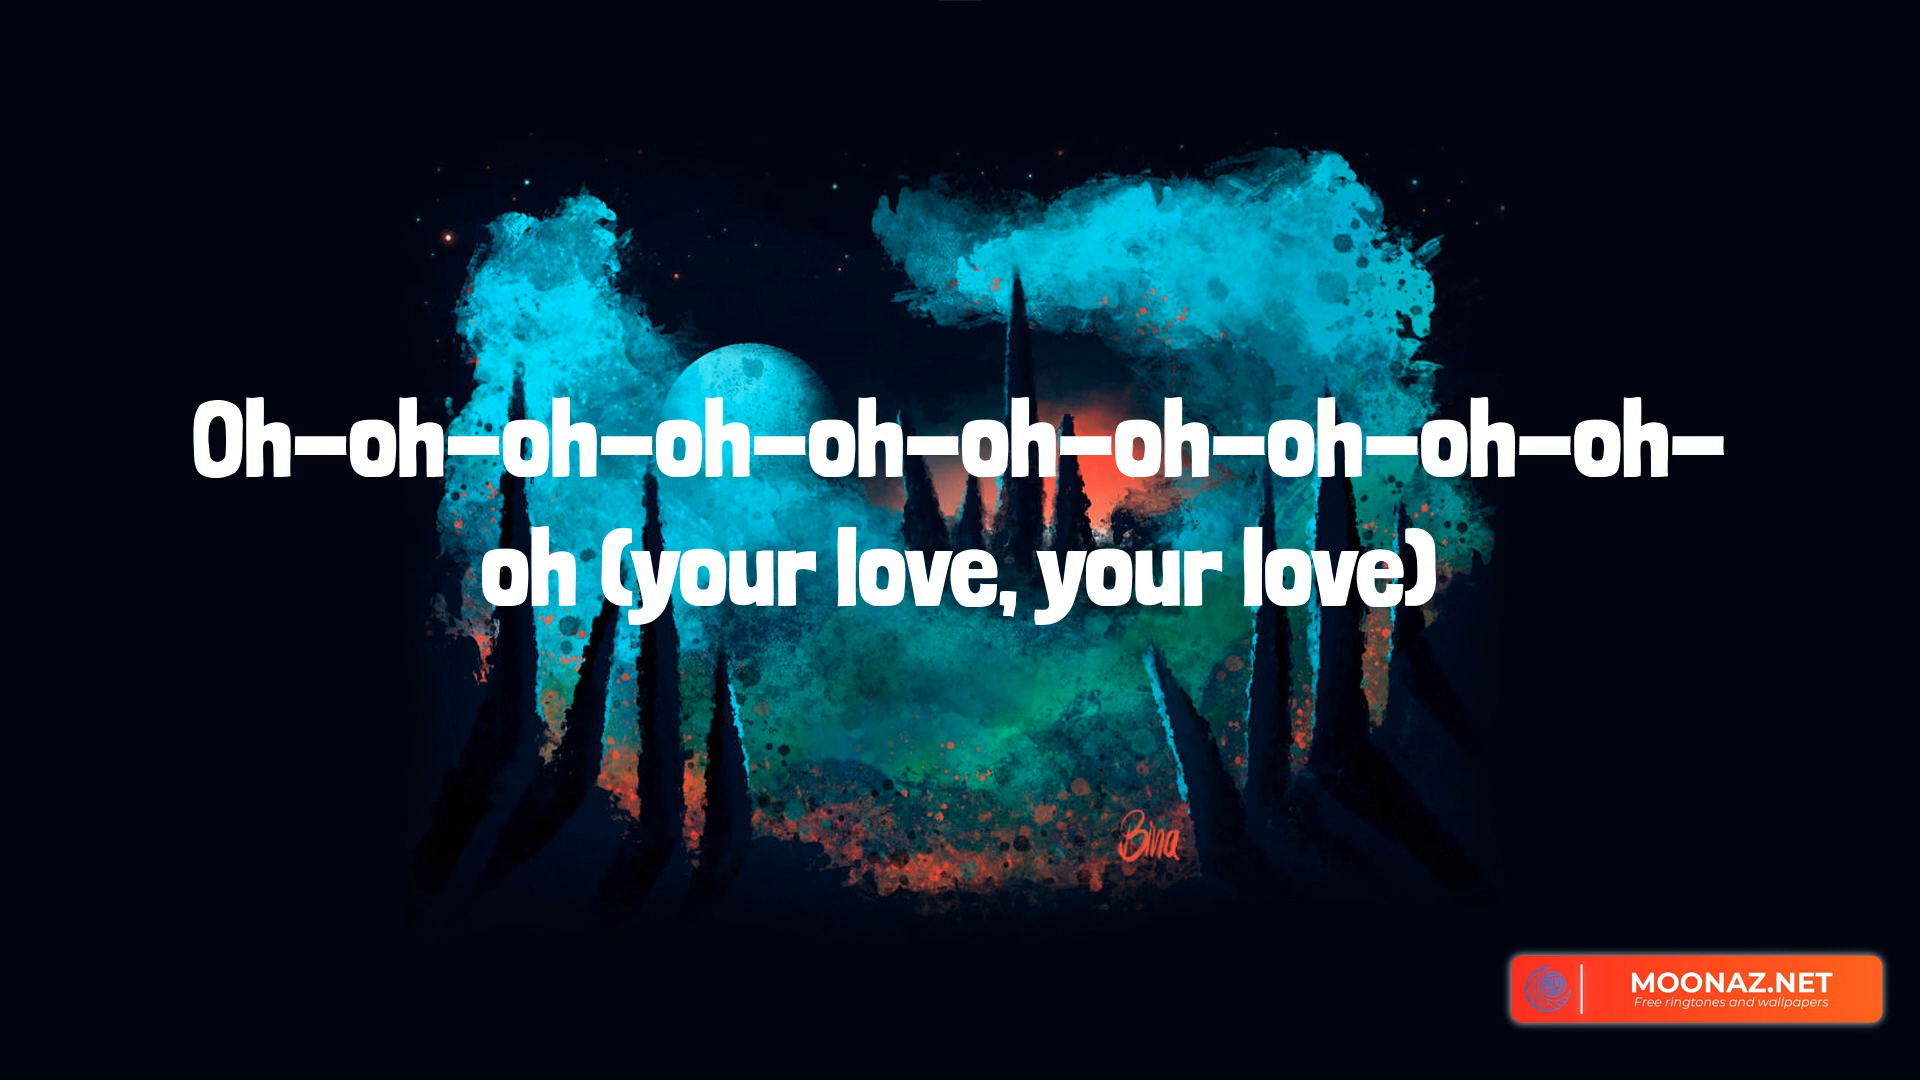 Oh-oh-oh-oh-oh-oh-oh-oh-oh-oh-
oh (your love, your love)
Bina
MOONAZ.NET
Free ringtones and wallpapers